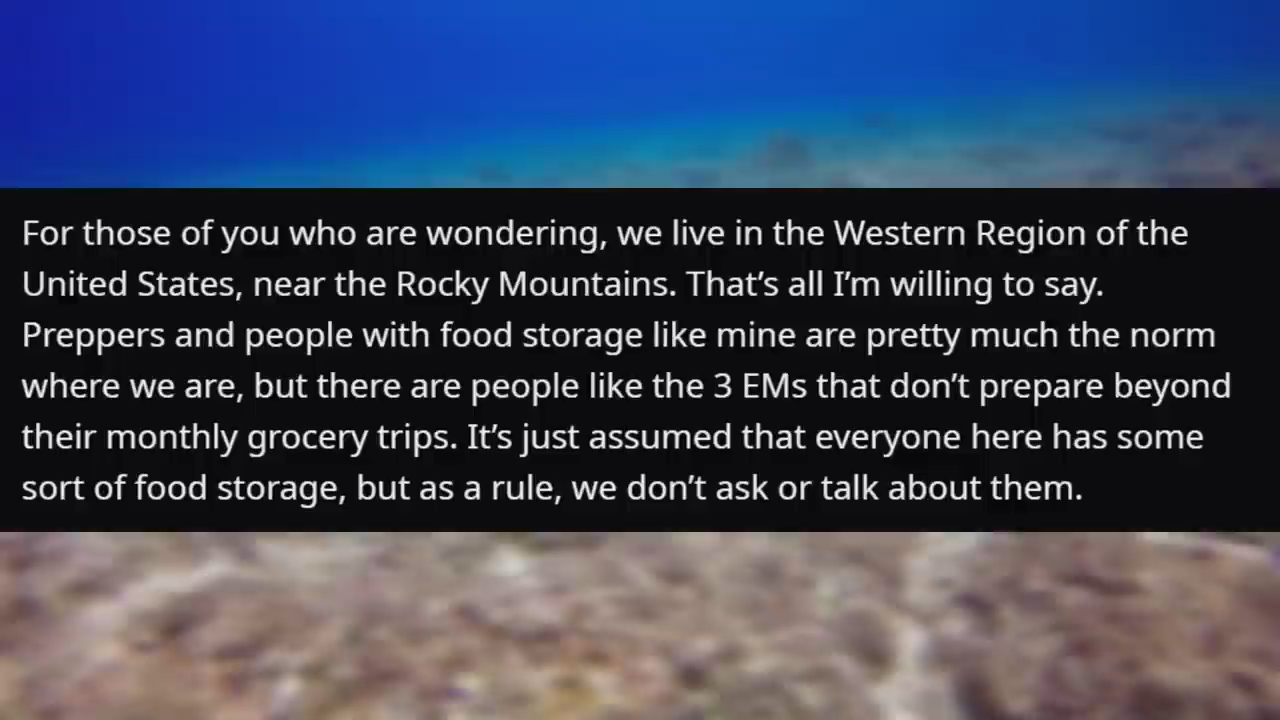 For those of you who are wondering, we live in the Western Region of the
United States, near the Rocky Mountains. That’s all I’m willing to say.
Preppers and people with food storage like mine are pretty much the norm
where we are, but there are people like the 3 EMs that don’t prepare beyond
their monthly grocery trips. It’s just assumed that everyone here has some
sort of food storage, but as a rule, we don’t ask or talk about them.